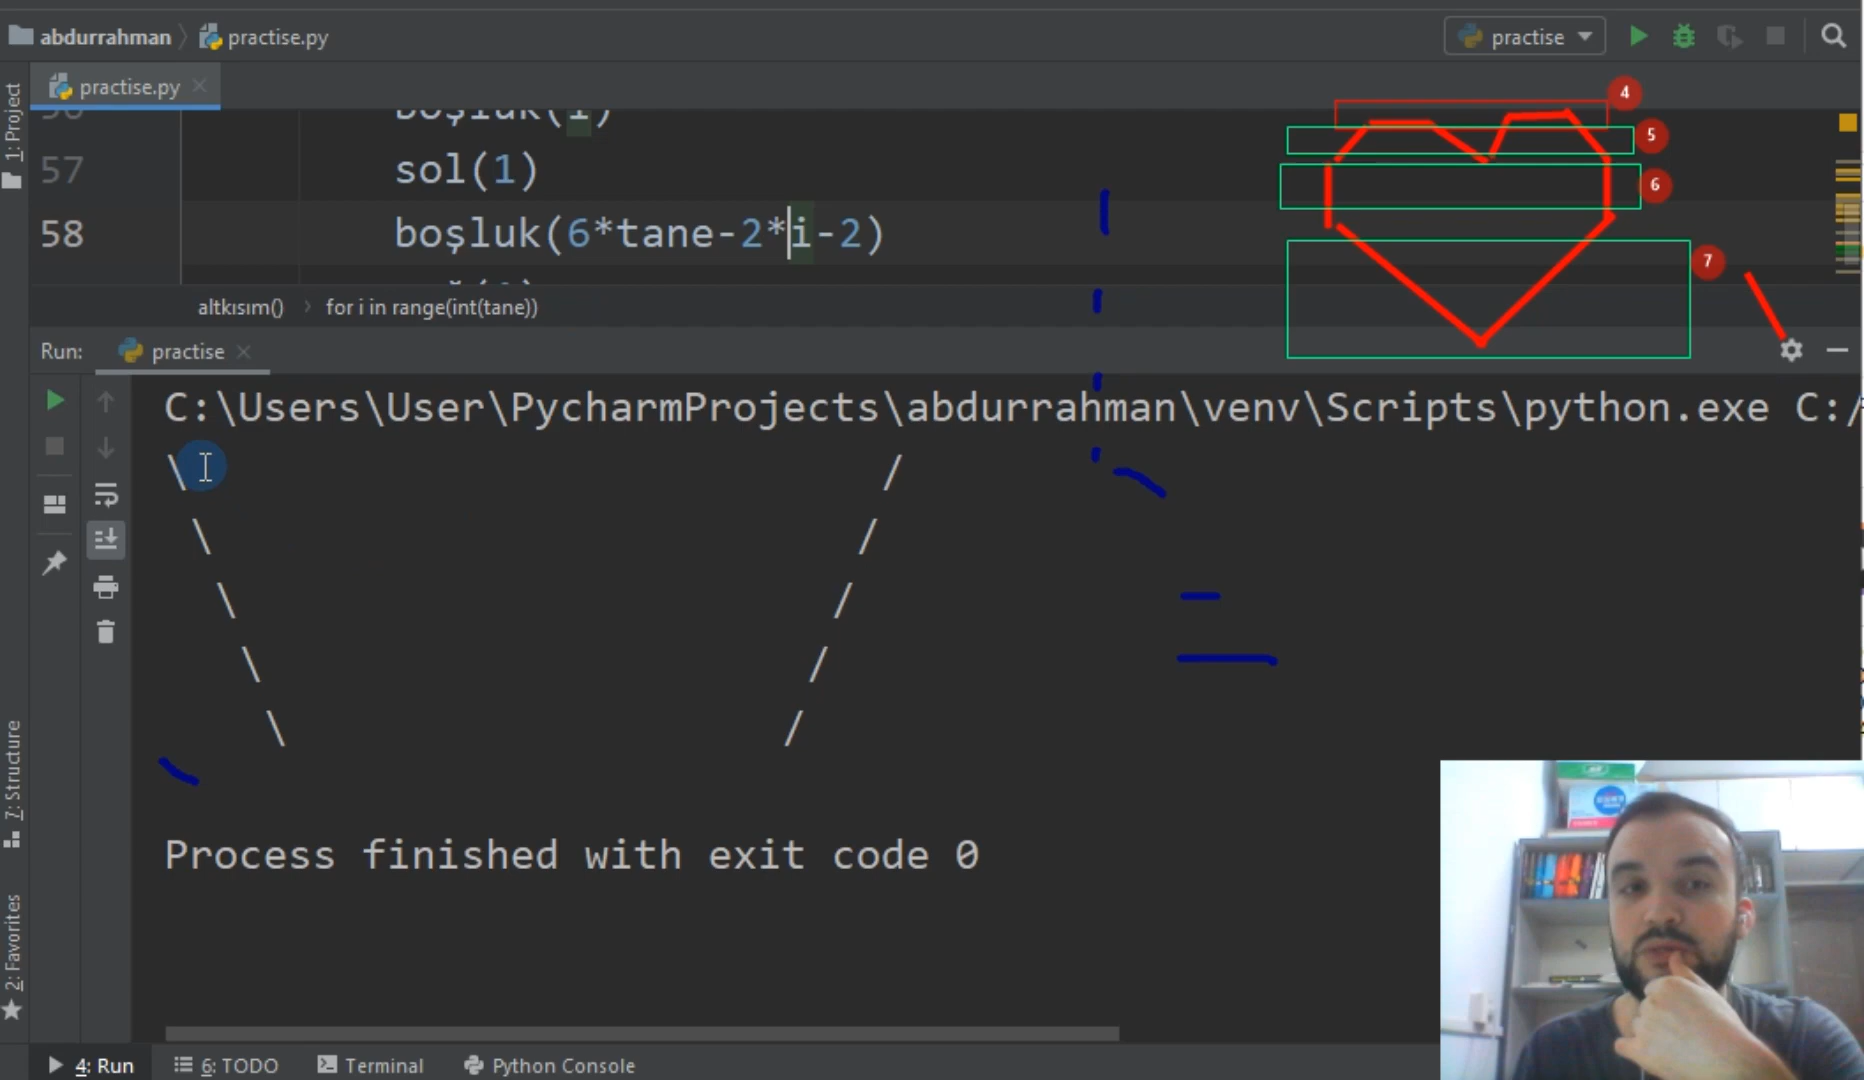 abdurrahman practise.py practise
practise.py
1: Project
56 boşluk(i)
57 sol(1)
58 boşluk(6*tane-2*i-2)
altkısım() for i in range(int(tane))
4
5
6
7
Run: practise
C:\Users\User\PycharmProjects\abdurrahman\venv\Scripts\python.exe C:/
\ /
\ /
\ /
\ /
\ /
Process finished with exit code 0
7: Structure
2: Favorites
4: Run 6: TODO Terminal Python Console